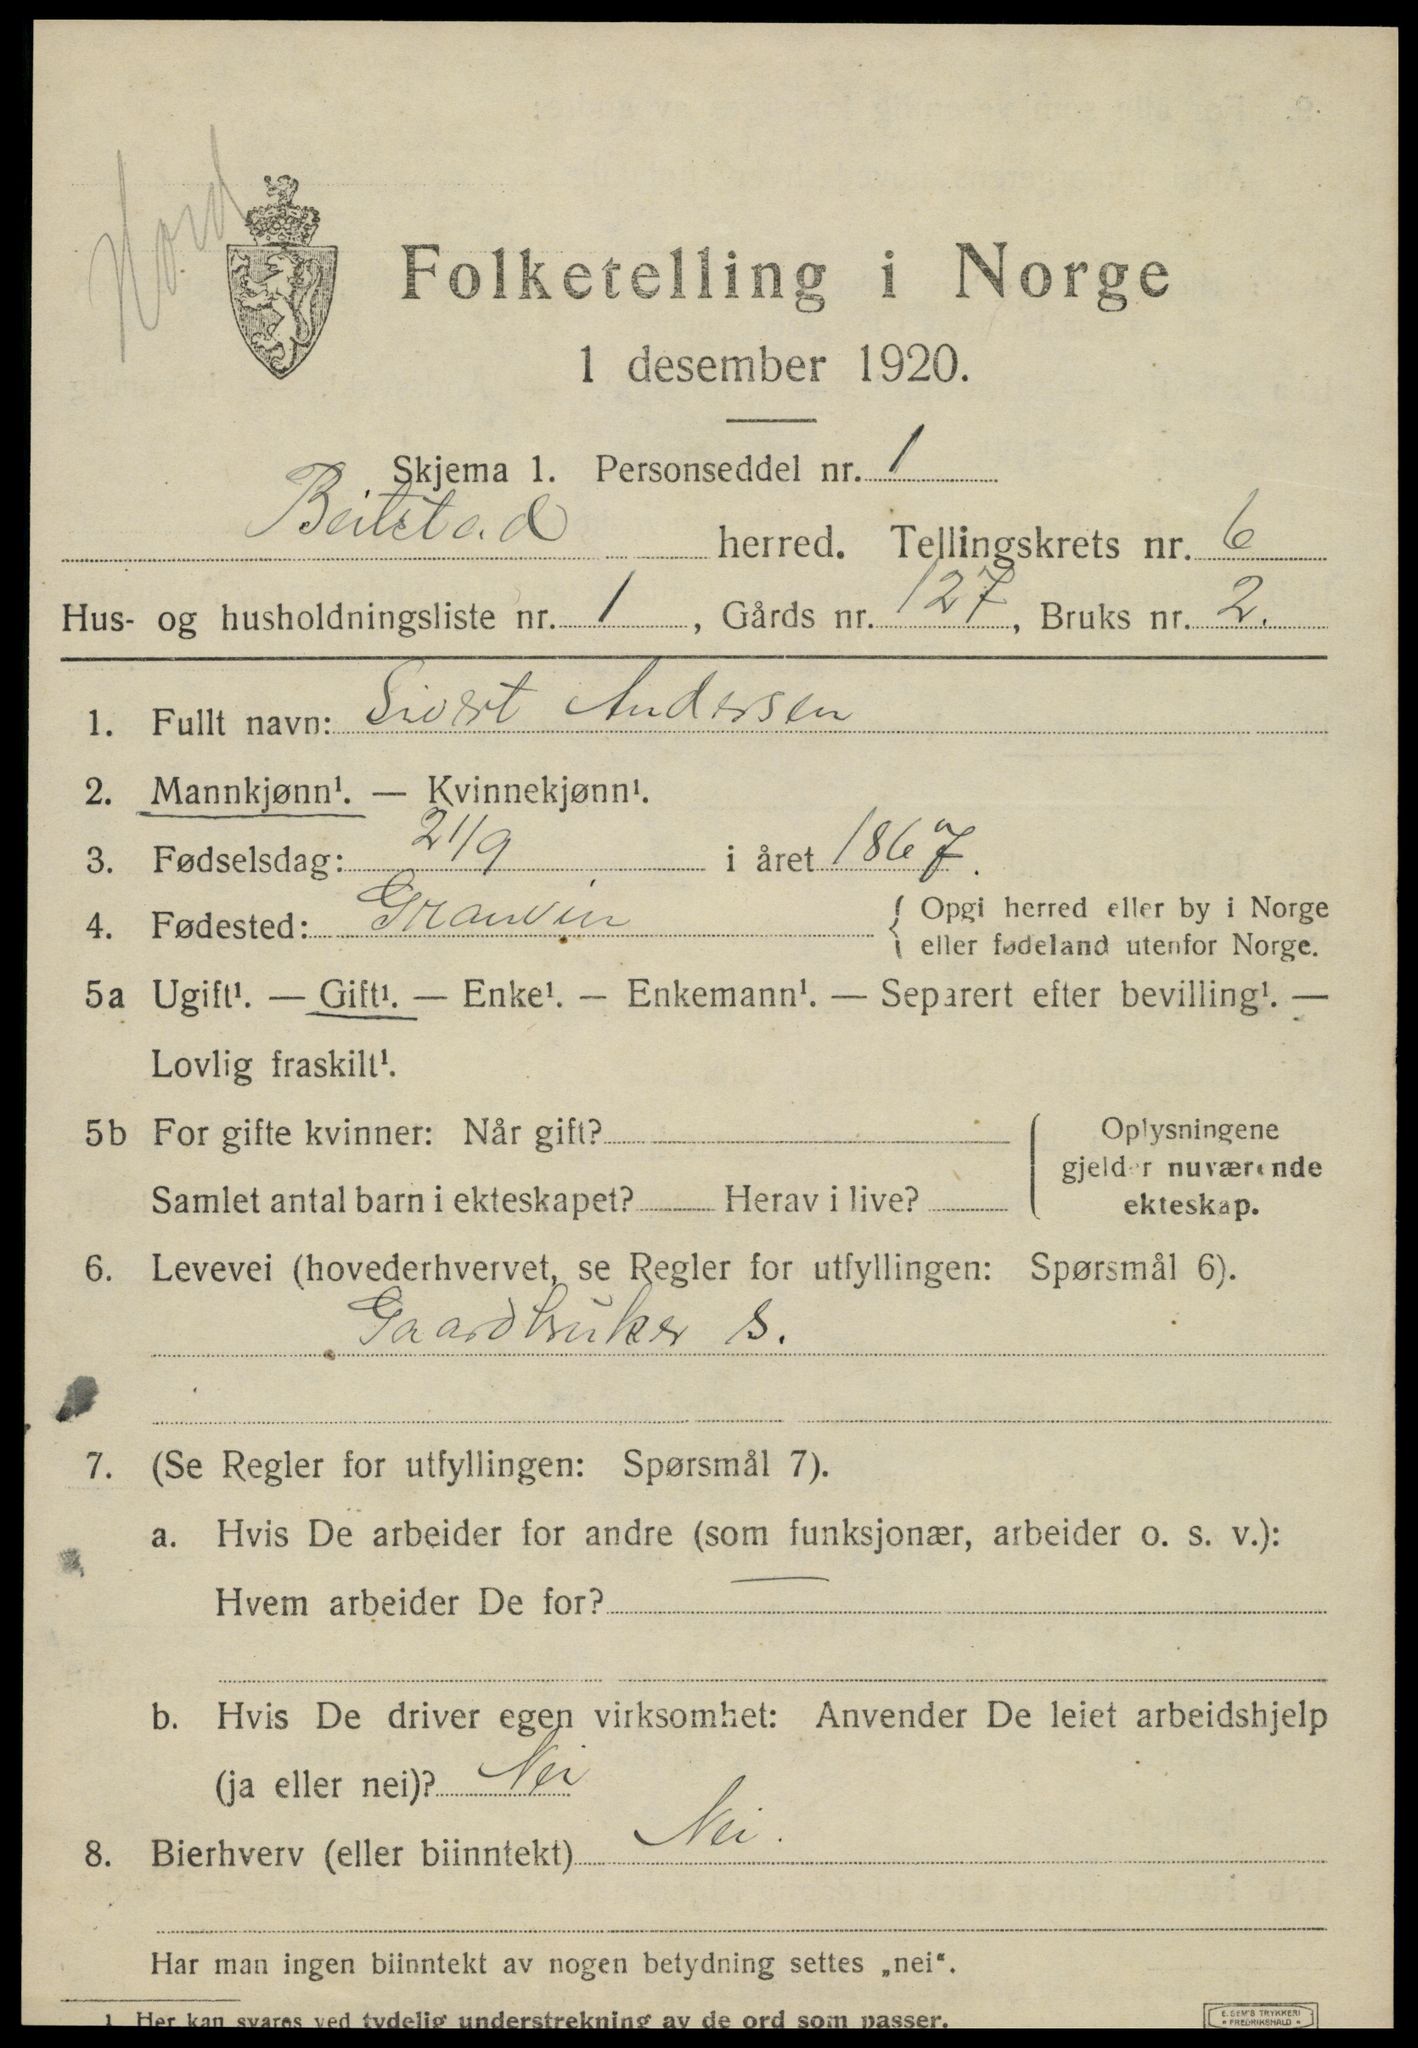 Nord
Folketelling i Norge
1 desember 1920.
Skjema 1. Personseddel nr. 1
Beitstad herred. Tellingskrets nr. 6
Hus- og husholdningsliste nr. 1, Gårds nr. 127, Bruks nr. 2.
1. Fullt navn: Sivert Andersen
2. Mannkjønn¹. — Kvinnekjønn¹.
3. Fødselsdag: 21/9 i året 1867.
4. Fødested: Granvin { Opgi herred eller by i Norge
eller fødeland utenfor Norge.
5a Ugift¹. — Gift¹. — Enke¹. — Enkemann¹. — Separert efter bevilling¹. —
Lovlig fraskilt¹.
5b For gifte kvinner: Når gift? Oplysningene
gjelder nuværende
Samlet antal barn i ekteskapet? Herav i live? ekteskap.
6. Levevei (hovederhvervet, se Regler for utfyllingen: Spørsmål 6).
Gaardbruker s.
7. (Se Regler for utfyllingen: Spørsmål 7).
a. Hvis De arbeider for andre (som funksjonær, arbeider o. s. v.):
Hvem arbeider De for? —
b. Hvis De driver egen virksomhet: Anvender De leiet arbeidshjelp
(ja eller nei)? Nei
8. Bierhverv (eller biinntekt) Nei.
Har man ingen biinntekt av nogen betydning settes „nei“.
1 Her kan svares ved tydelig understrekning av de ord som passer.
E. SEM'S TRYKKERI
• FREDRIKSHALD •